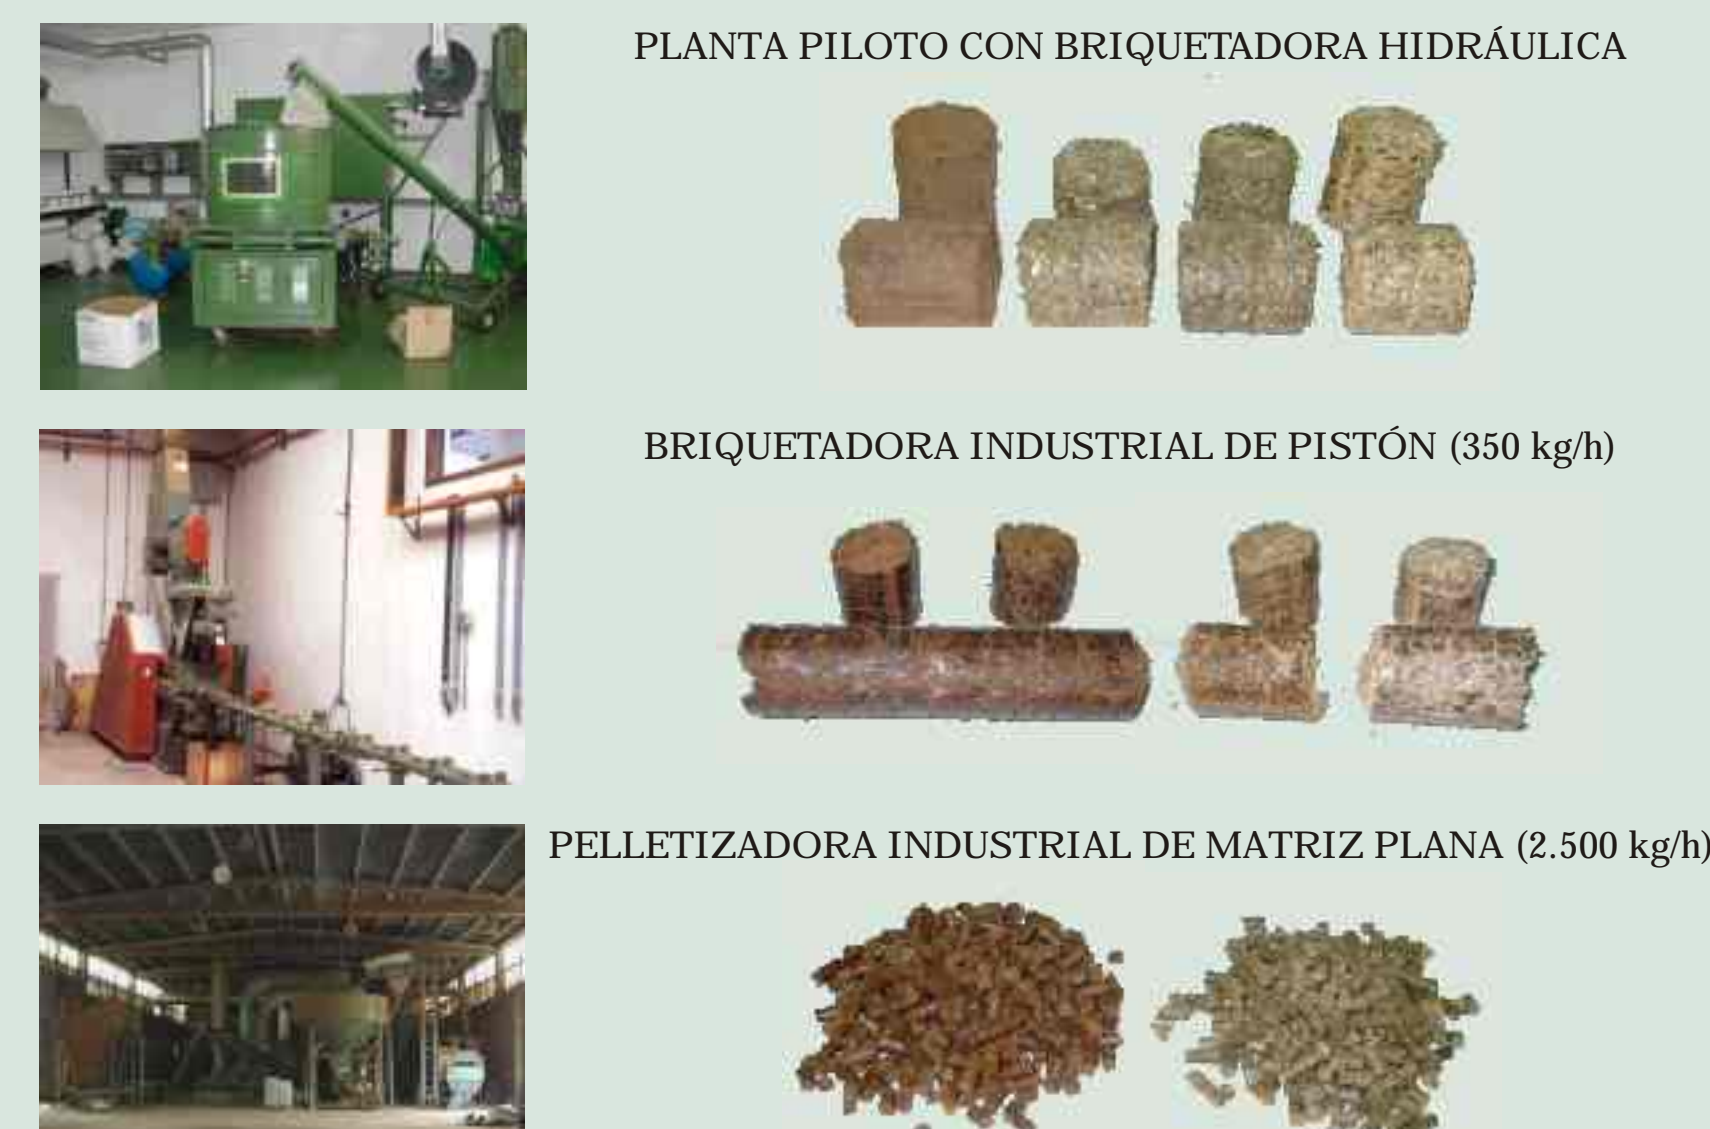 PLANTA PILOTO CON BRIQUETADORA HIDRÁULICA
BRIQUETADORA INDUSTRIAL DE PISTÓN (350 kg/h)
PELLETIZADORA INDUSTRIAL DE MATRIZ PLANA (2.500 kg/h)